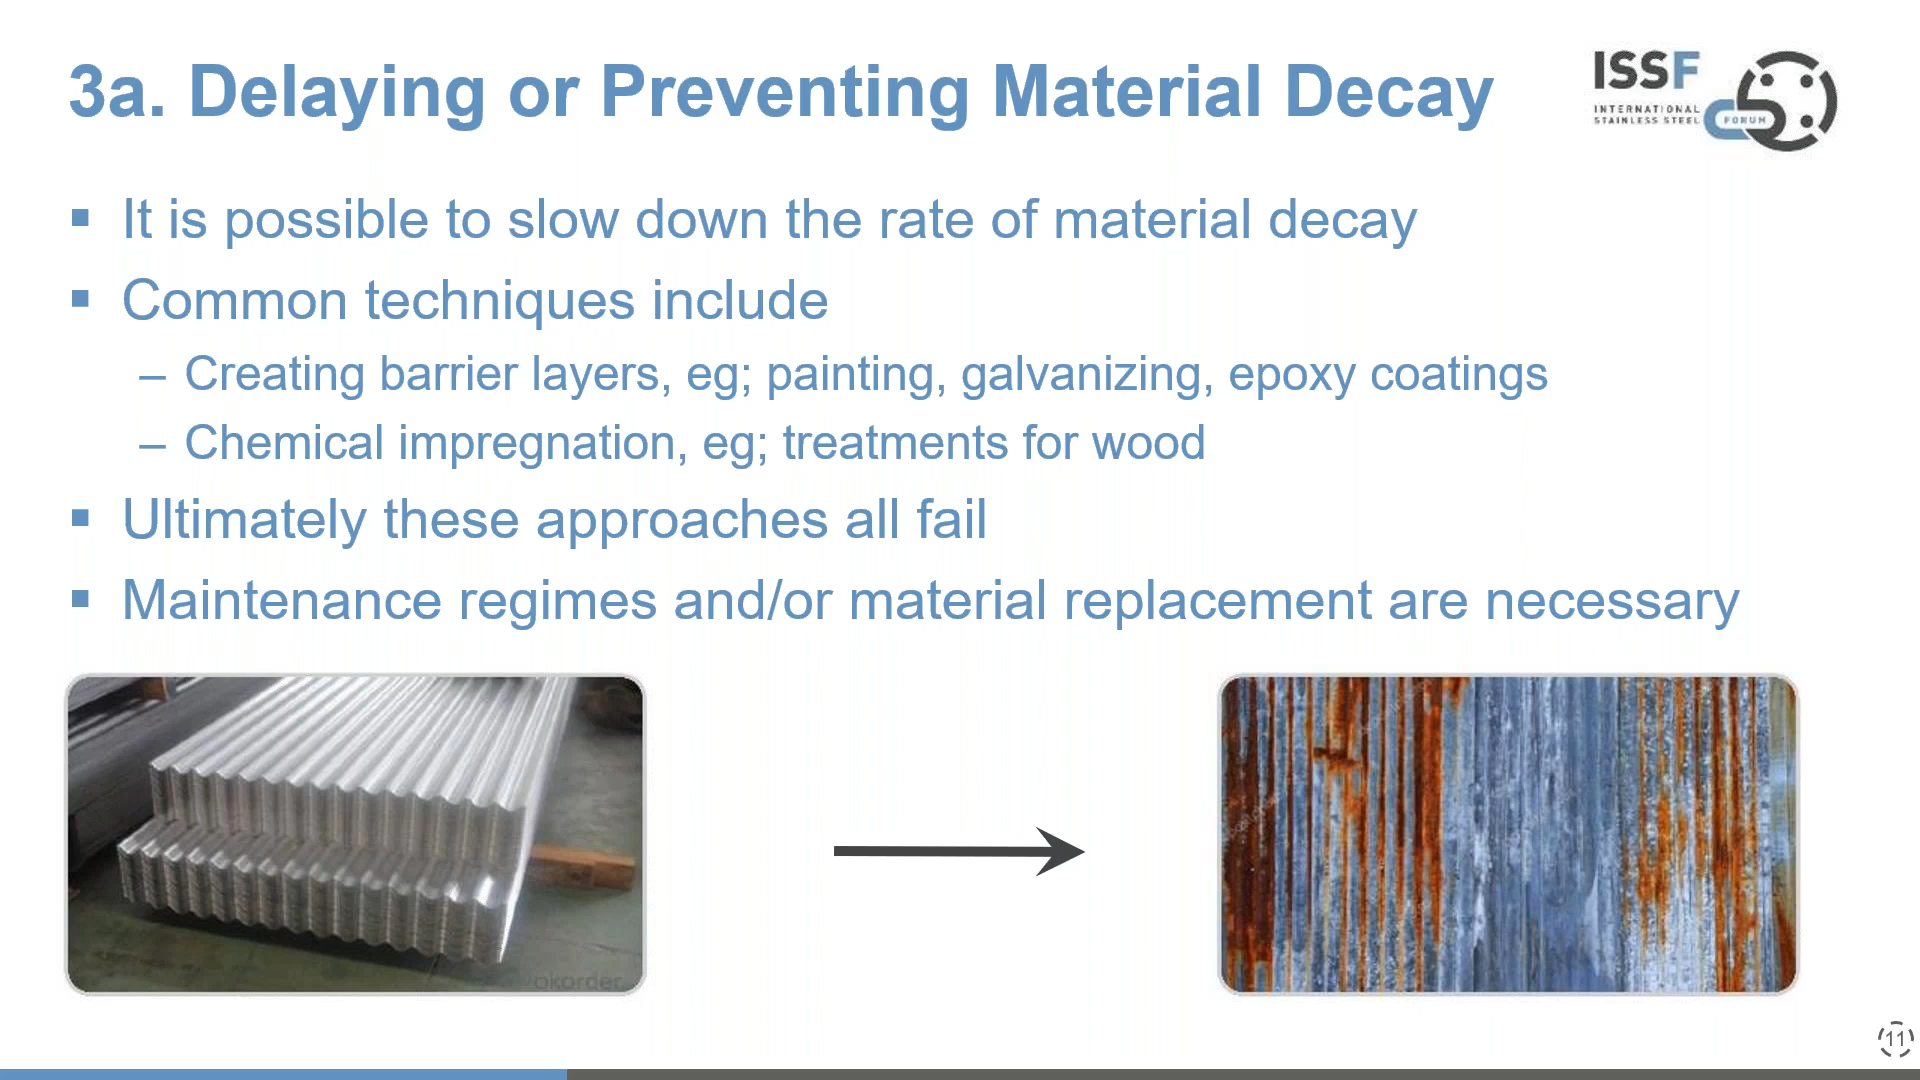 3a. Delaying or Preventing Material Decay
ISSF
INTERNATIONAL
STAINLESS STEEL
FORUM
▪ It is possible to slow down the rate of material decay
▪ Common techniques include
– Creating barrier layers, eg; painting, galvanizing, epoxy coatings
– Chemical impregnation, eg; treatments for wood
▪ Ultimately these approaches all fail
▪ Maintenance regimes and/or material replacement are necessary
okorder
11